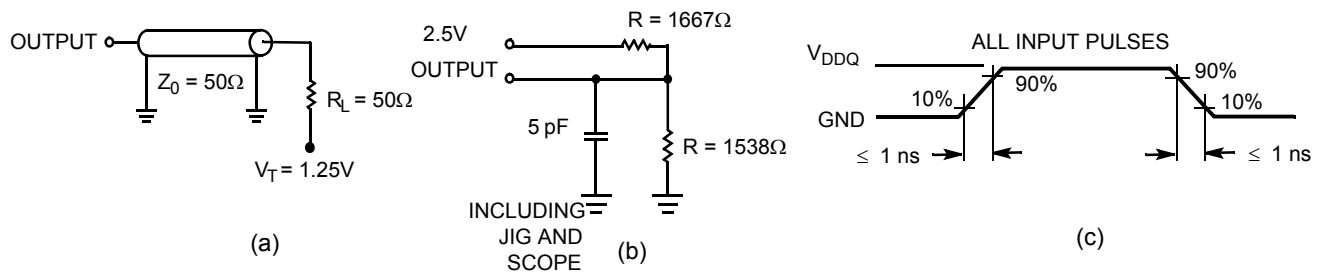 OUTPUT
Z0 = 50Ω
RL = 50Ω
VT = 1.25V
(a)
R = 1667Ω
2.5V
OUTPUT
5 pF
R = 1538Ω
INCLUDING
JIG AND
SCOPE
(b)
ALL INPUT PULSES
VDDQ
GND
10%
90%
90%
10%
≤ 1 ns
≤ 1 ns
(c)